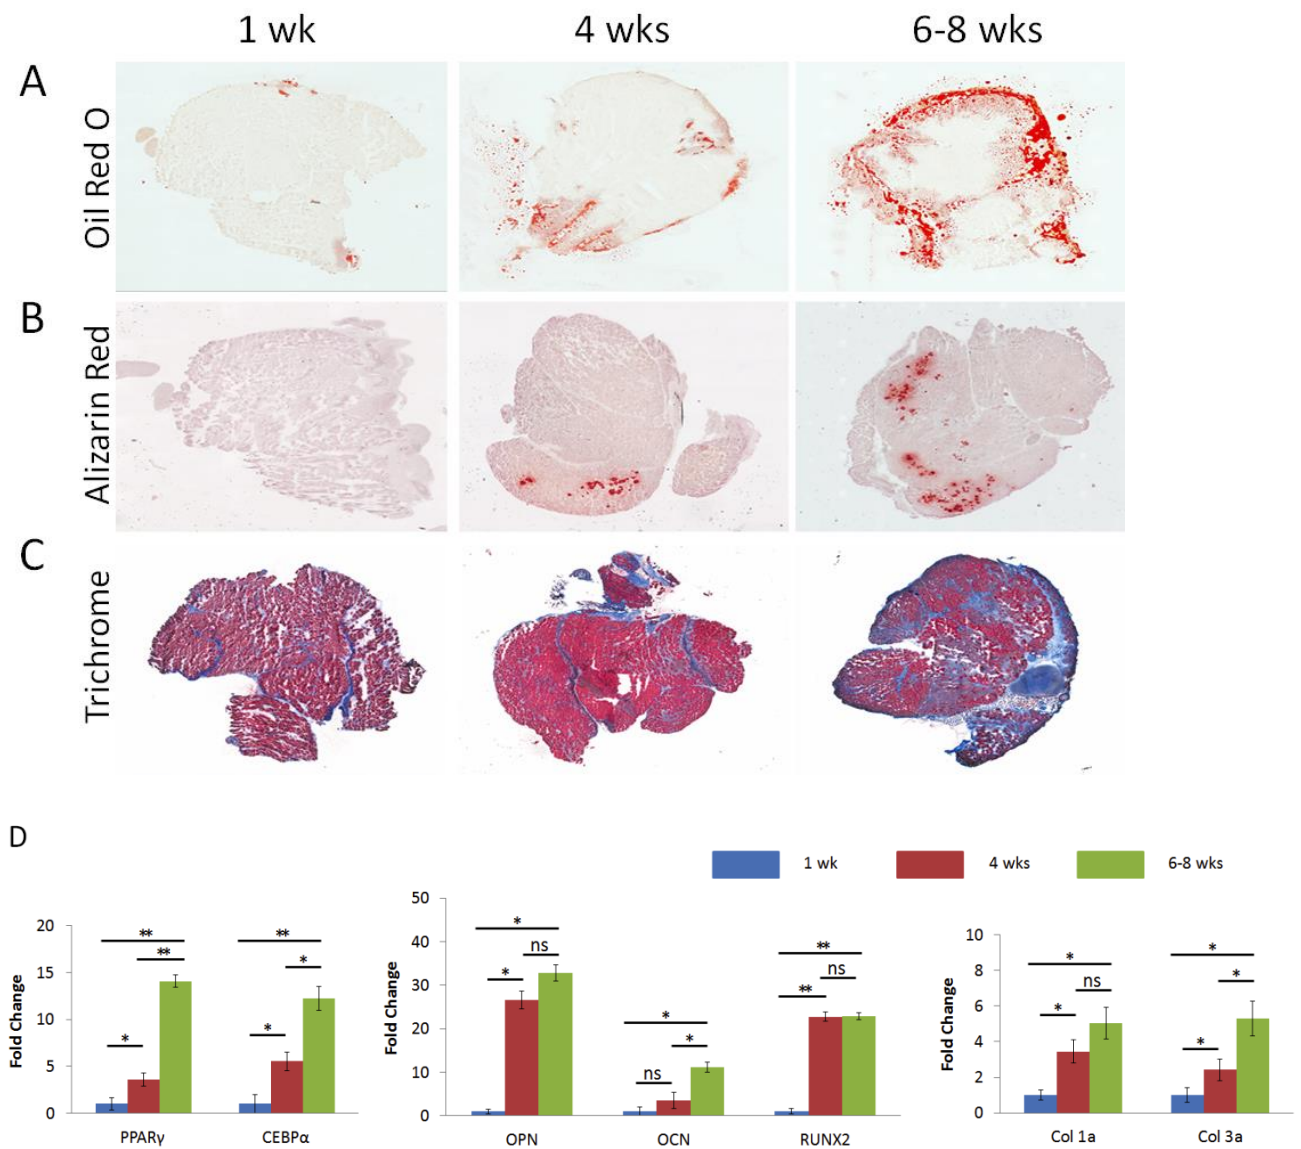 1 wk 4 wks 6-8 wks
A
Oil Red O
B
Alizarin Red
C
Trichrome
D
1 wk 4 wks 6-8 wks
Fold Change
20
15
10
5
0
** ** * ** * *
PPARγ CEBPα
Fold Change
50
40
30
20
10
0
* ns * * * ns ** ns **
OPN OCN RUNX2
Fold Change
10
8
6
4
2
0
* ns * * * *
Col 1a Col 3a